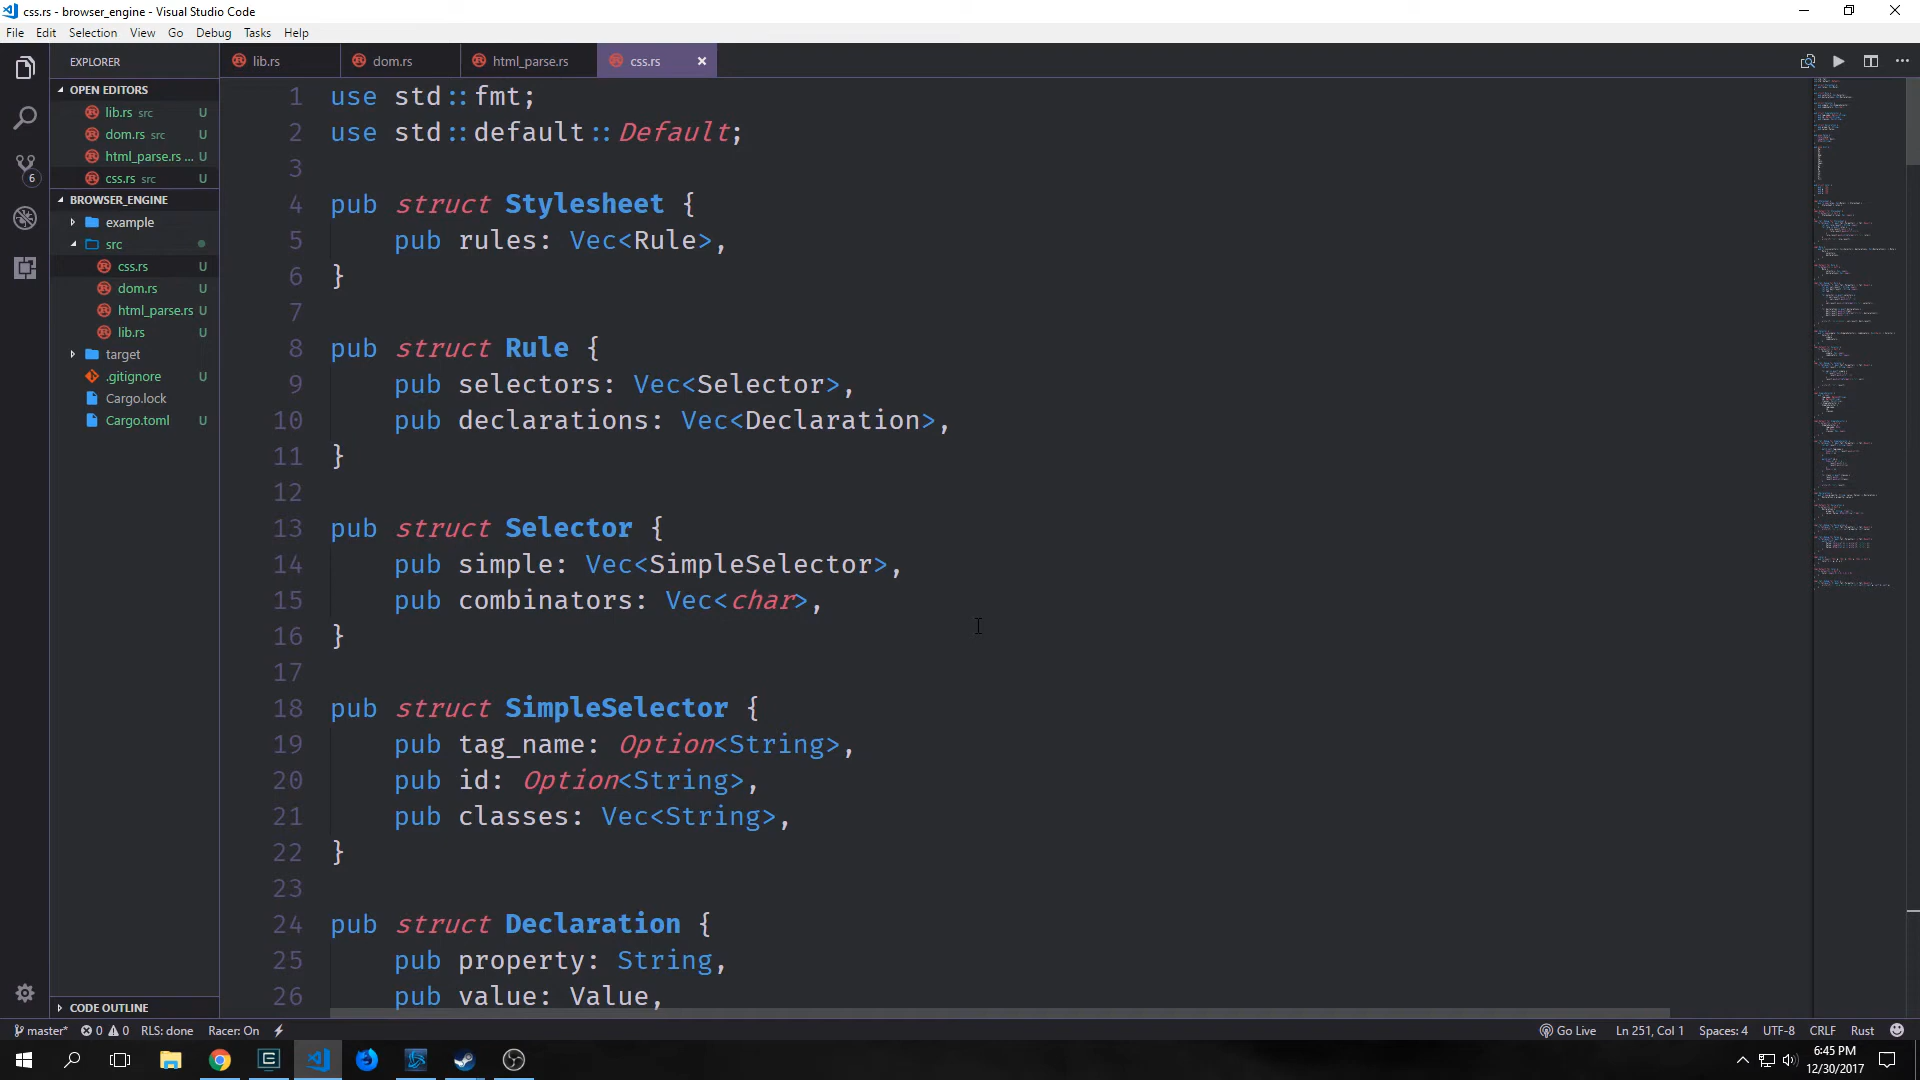 css.rs - browser_engine - Visual Studio Code
File Edit Selection View Go Debug Tasks Help
EXPLORER
OPEN EDITORS
lib.rs src U
dom.rs src U
html_parse.rs ... U
css.rs src U
6
BROWSER_ENGINE
example
src
css.rs U
dom.rs U
html_parse.rs U
lib.rs U
target
.gitignore U
Cargo.lock
Cargo.toml U
CODE OUTLINE
lib.rs dom.rs html_parse.rs css.rs ×
1 use std::fmt;
2 use std::default::Default;
3
4 pub struct Stylesheet {
5 pub rules: Vec<Rule>,
6 }
7
8 pub struct Rule {
9 pub selectors: Vec<Selector>,
10 pub declarations: Vec<Declaration>,
11 }
12
13 pub struct Selector {
14 pub simple: Vec<SimpleSelector>,
15 pub combinators: Vec<char>,
16 }
17
18 pub struct SimpleSelector {
19 pub tag_name: Option<String>,
20 pub id: Option<String>,
21 pub classes: Vec<String>,
22 }
23
24 pub struct Declaration {
25 pub property: String,
26 pub value: Value,
master* 0 0 RLS: done Racer: On Go Live Ln 251, Col 1 Spaces: 4 UTF-8 CRLF Rust
6:45 PM
12/30/2017